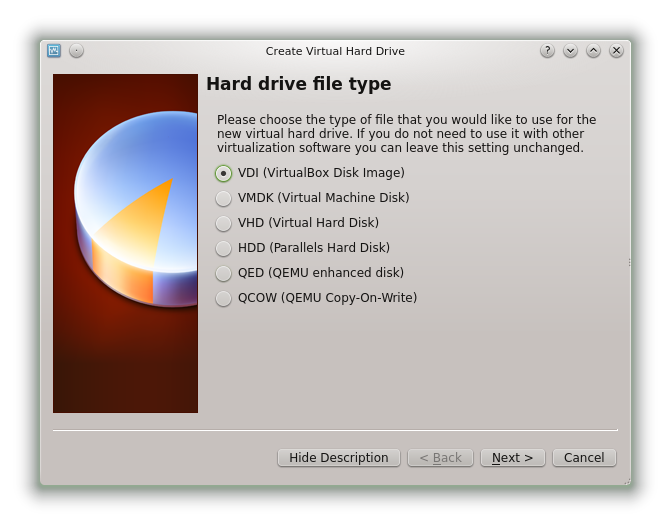 Create Virtual Hard Drive
Hard drive file type
Please choose the type of file that you would like to use for the
new virtual hard drive. If you do not need to use it with other
virtualization software you can leave this setting unchanged.
VDI (VirtualBox Disk Image)
VMDK (Virtual Machine Disk)
VHD (Virtual Hard Disk)
HDD (Parallels Hard Disk)
QED (QEMU enhanced disk)
QCOW (QEMU Copy-On-Write)
Hide Description
< Back
Next >
Cancel